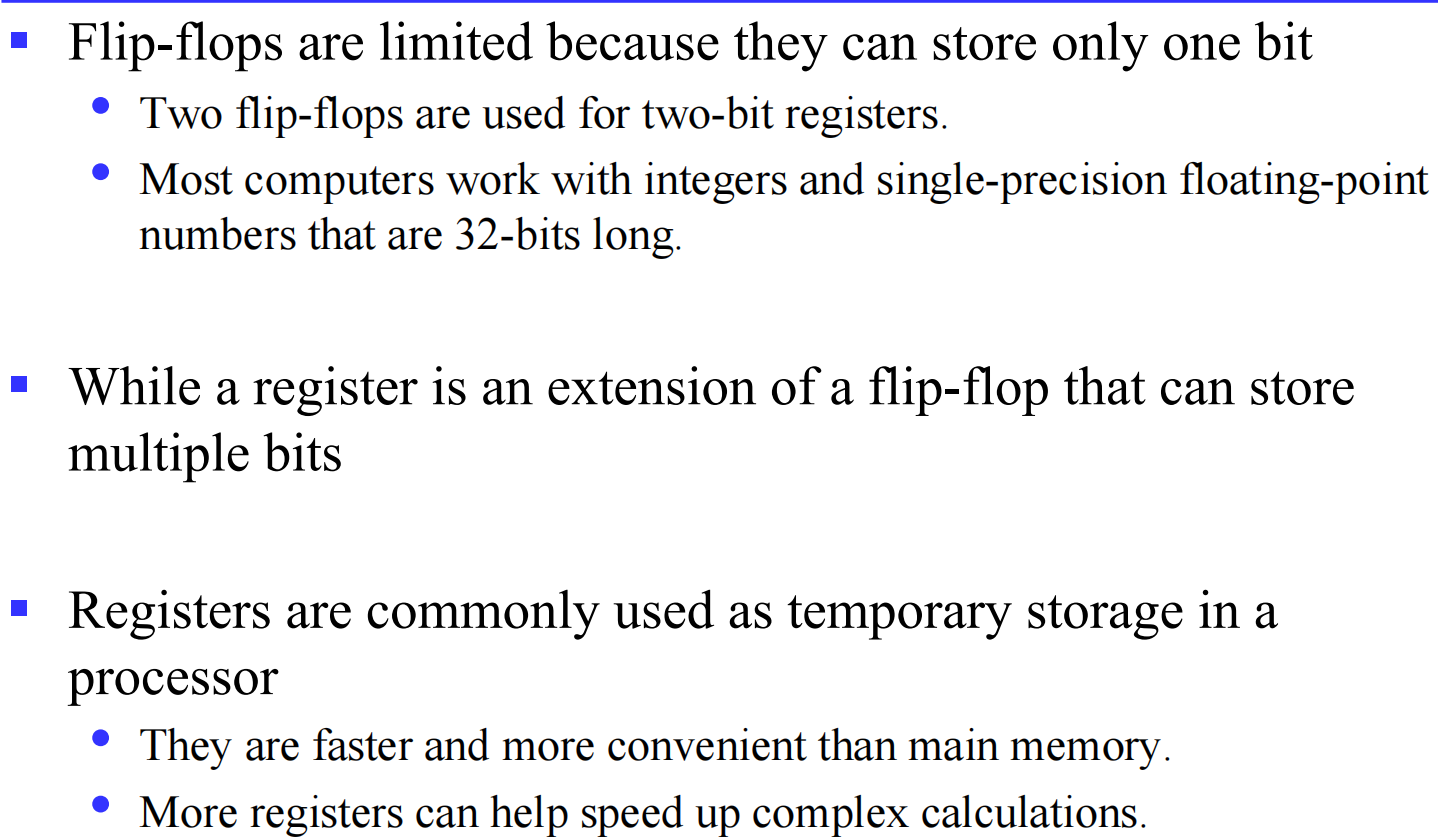 Flip-flops are limited because they can store only one bit
Two flip-flops are used for two-bit registers.
Most computers work with integers and single-precision floating-point
numbers that are 32-bits long.
While a register is an extension of a flip-flop that can store
multiple bits
Registers are commonly used as temporary storage in a
processor
They are faster and more convenient than main memory.
More registers can help speed up complex calculations.